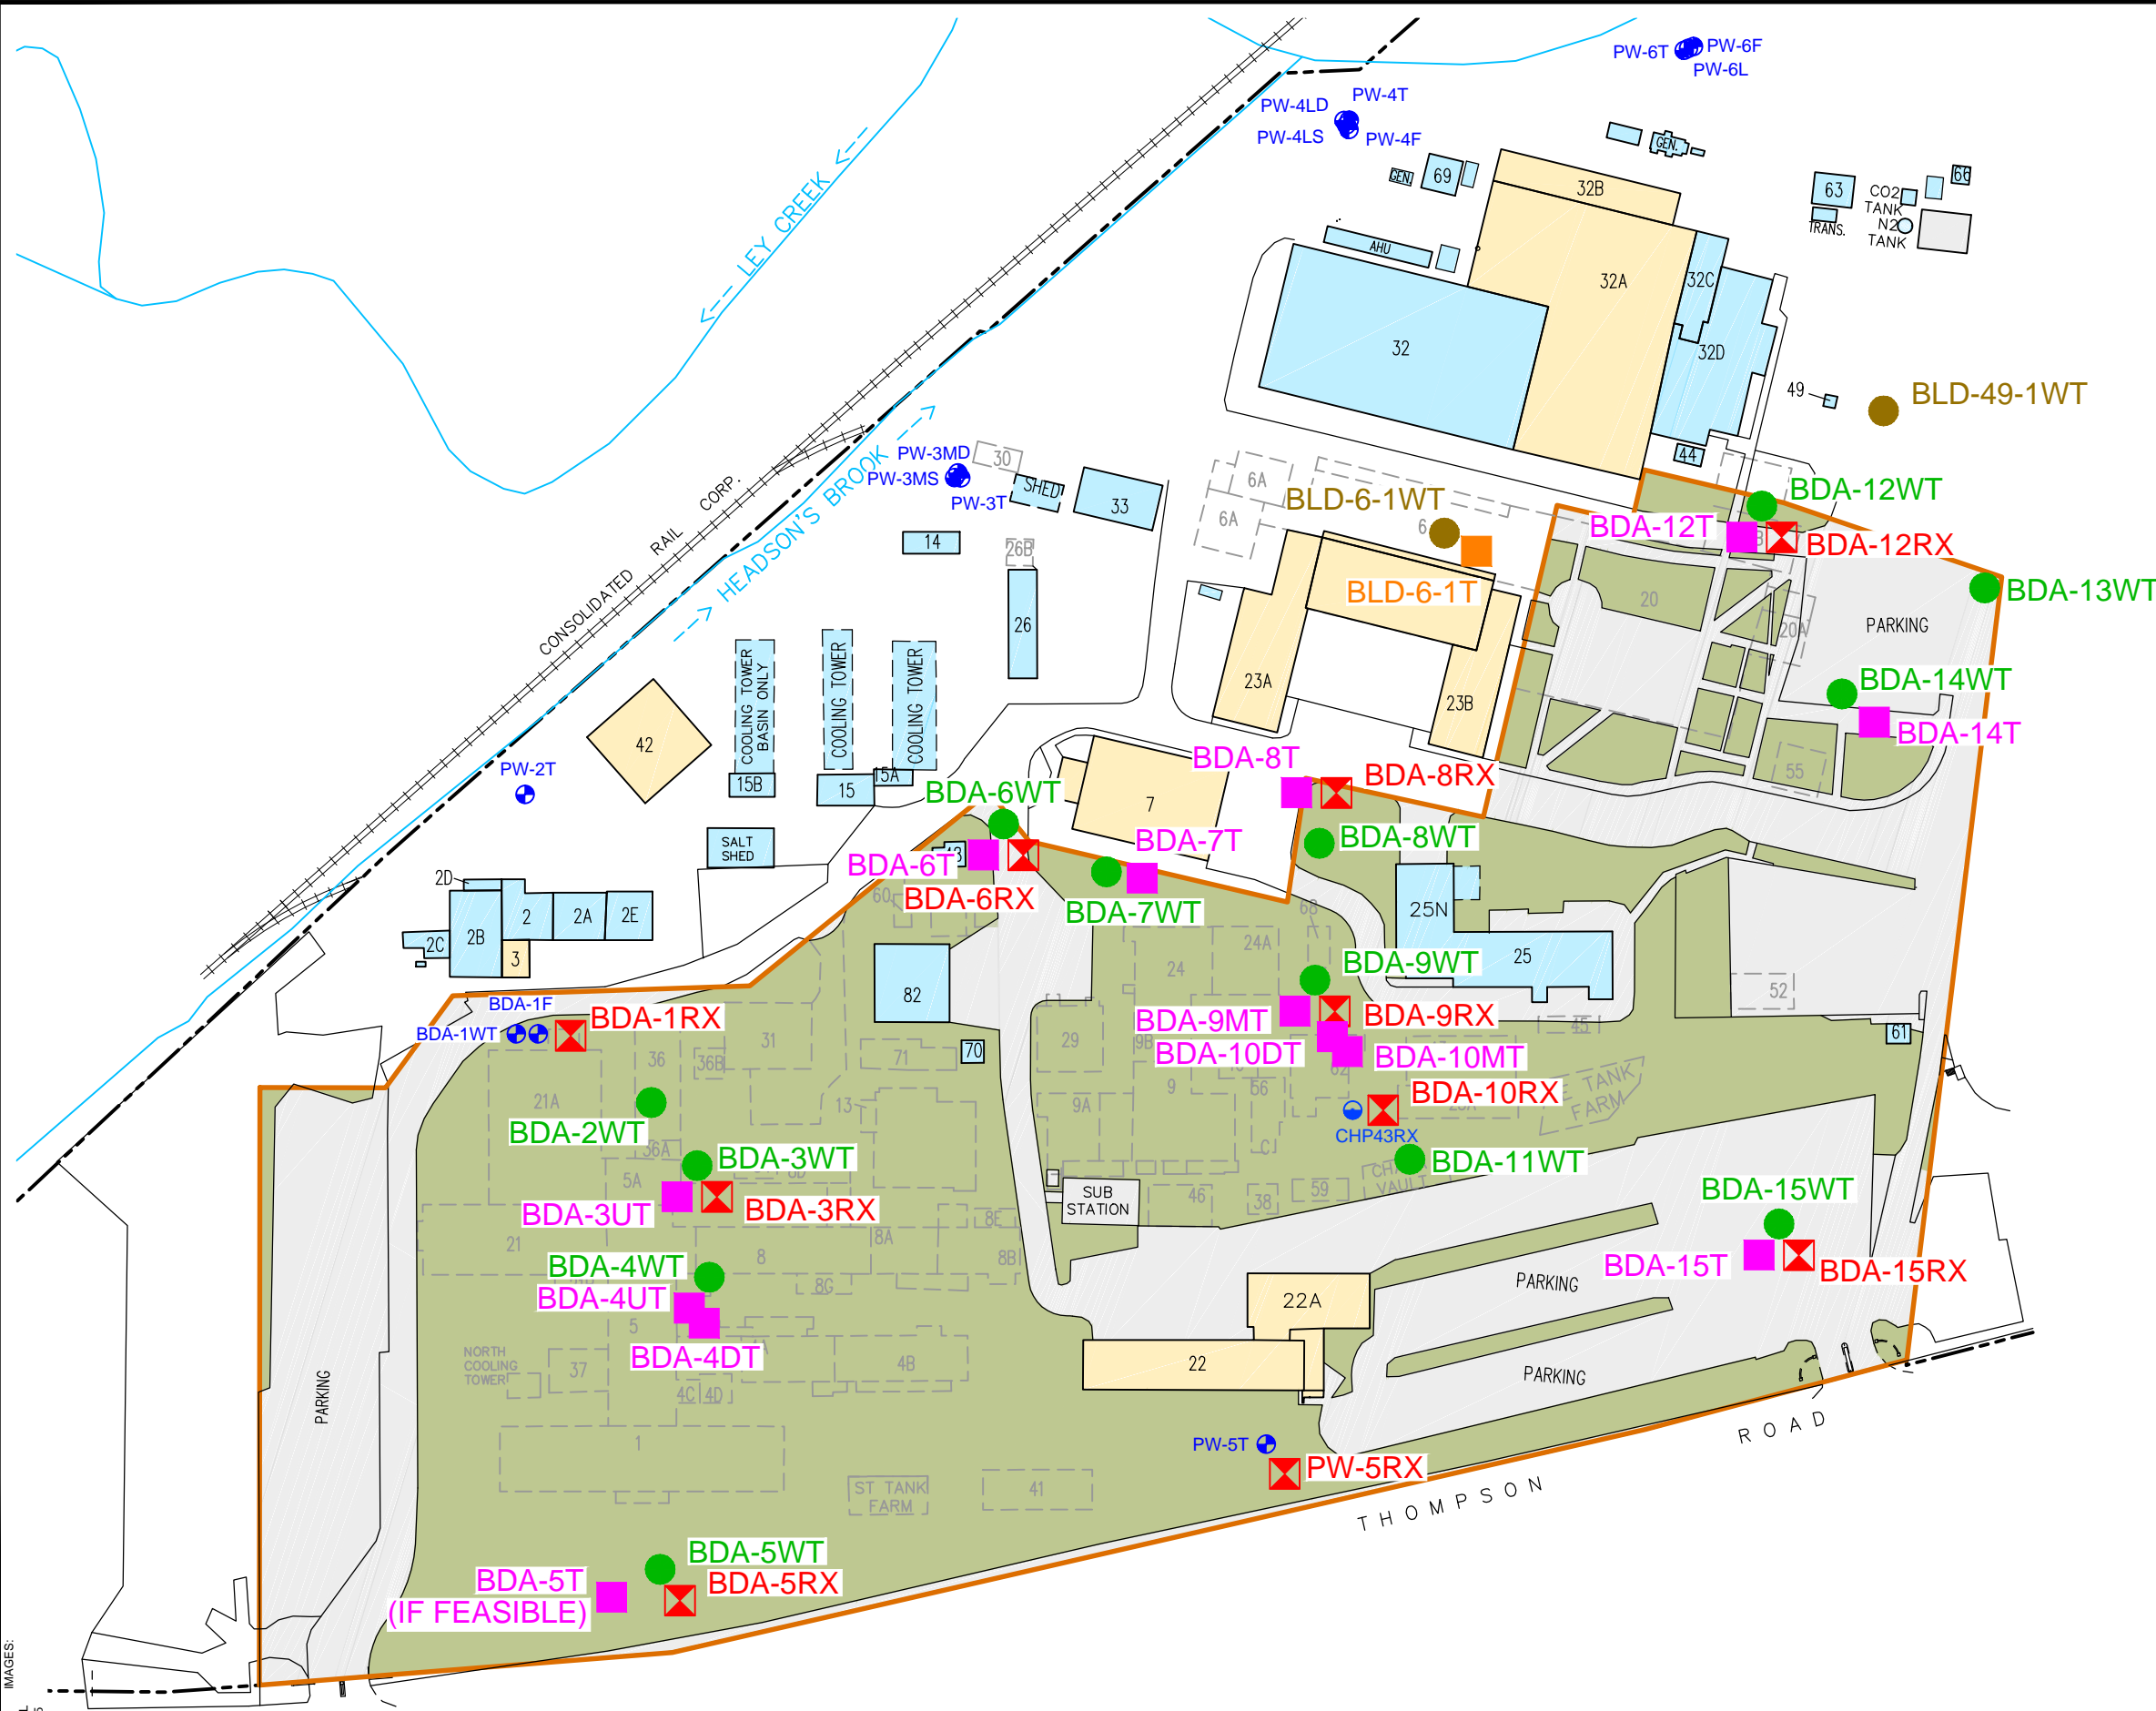 PW-6T
PW-6F
PW-6L
PW-4LD
PW-4T
PW-4LS
PW-4F
GEN.
GEN.
69
32B
63
CO2
TANK
N2
TANK
66
TRANS.
LEY CREEK
AHU
32A
32C
32
32D
49
BLD-49-1WT
44
CONSOLIDATED RAIL CORP.
HEADSON'S BROOK
PW-3MD
PW-3MS
PW-3T
30
SHED
33
6A
6A
BLD-6-1WT
6
BLD-6-1T
BDA-12WT
BDA-12T
BDA-12RX
BDA-13WT
14
26B
26
20
20A
PARKING
COOLING TOWER
BASIN ONLY
COOLING TOWER
COOLING TOWER
42
23A
23B
BDA-14WT
BDA-14T
55
PW-2T
15B
15
15A
BDA-6WT
7
BDA-8T
BDA-8RX
BDA-8WT
SALT
SHED
BDA-6T
BDA-6RX
BDA-7T
BDA-7WT
2D
2
2A
2E
2C
2B
3
60
68
25N
25
24
24A
BDA-9WT
82
52
BDA-1F
BDA-1WT
BDA-1RX
BDA-9MT
BDA-9RX
BDA-10DT
BDA-10MT
45
61
31
36
36B
71
70
29
9B
9
56
62
BDA-10RX
CHP43RX
TANK
FARM
21A
13
9A
C
BDA-2WT
36A
BDA-3WT
BDA-11WT
VAULT
5A
BDA-3UT
BDA-3RX
SUB
STATION
46
38
59
BDA-15WT
BDA-15T
BDA-15RX
21
8
8A
8E
8B
8G
BDA-4WT
BDA-4UT
BDA-4DT
5
NORTH
COOLING
TOWER
37
4B
4C
4D
22A
22
PARKING
PARKING
PARKING
1
ST TANK
FARM
41
PW-5T
PW-5RX
THOMPSON ROAD
BDA-5WT
BDA-5T
(IF FEASIBLE)
BDA-5RX
IMAGES: